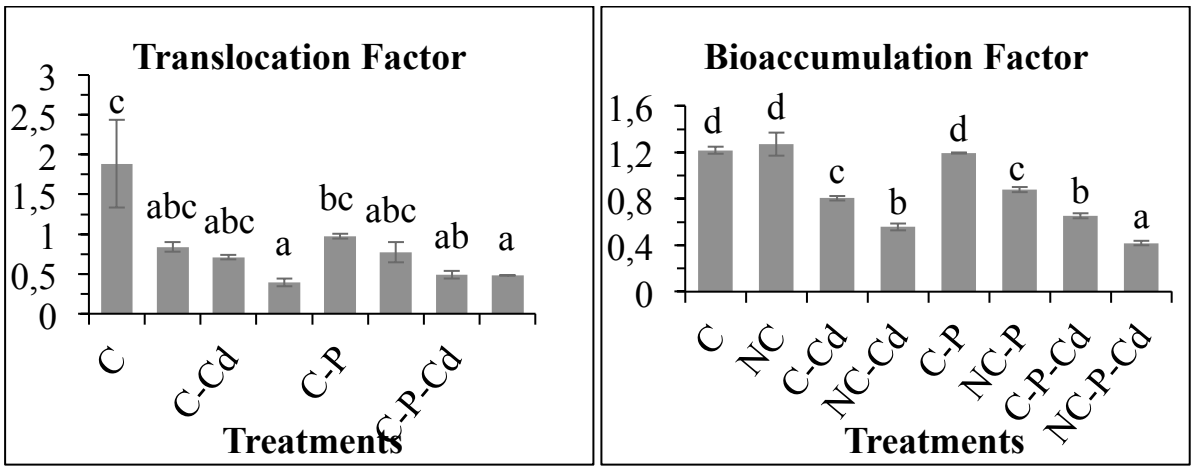 Translocation Factor
3
2,5
2
1,5
1
0,5
0
c
abc
abc
a
bc
abc
ab
a
C
C-Cd
C-P
C-P-Cd
Treatments
Bioaccumulation Factor
1,6
1,2
0,8
0,4
0
d
d
c
b
d
c
b
a
C
NC
C-Cd
NC-Cd
C-P
NC-P
C-P-Cd
NC-P-Cd
Treatments